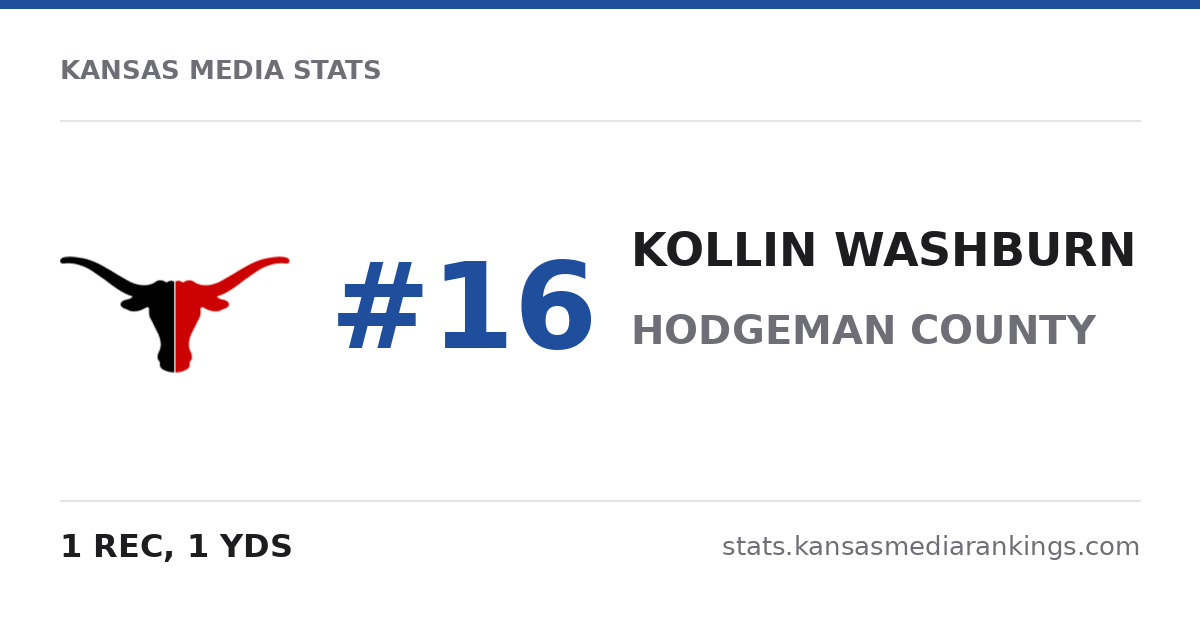 KANSAS MEDIA STATS
#16
KOLLIN WASHBURN
HODGEMAN COUNTY
1 REC, 1 YDS
stats.kansasmediarankings.com